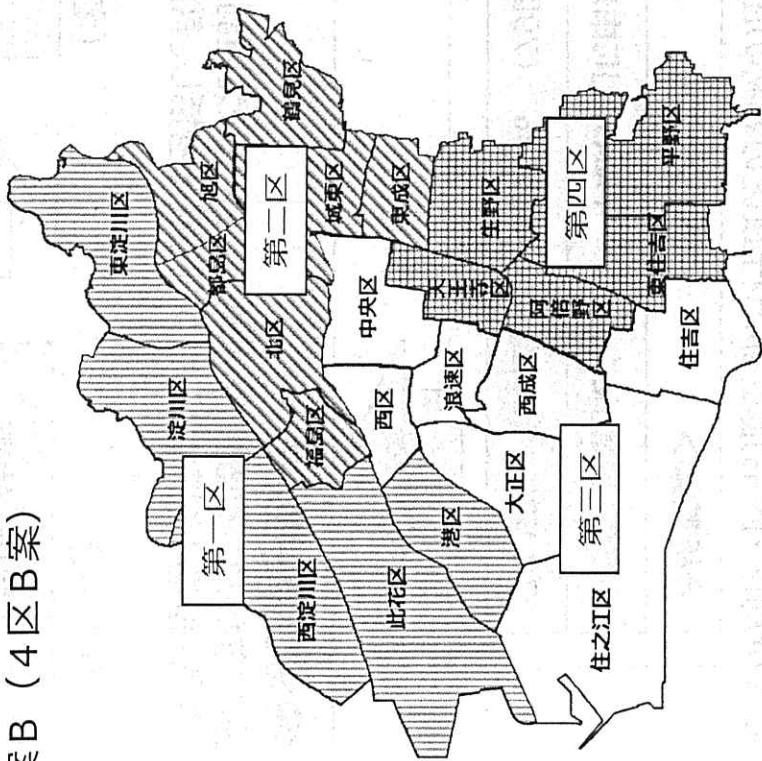 案B（4区B案）
東淀川区
淀川区
第一区
旭区
都島区
北区
第二区
鶴見区
西淀川区
福島区
城東区
此花区
西区
中央区
東成区
港区
浪速区
天王寺区
生野区
大正区
西成区
阿倍野区
第三区
第四区
住之江区
住吉区
東住吉区
平野区